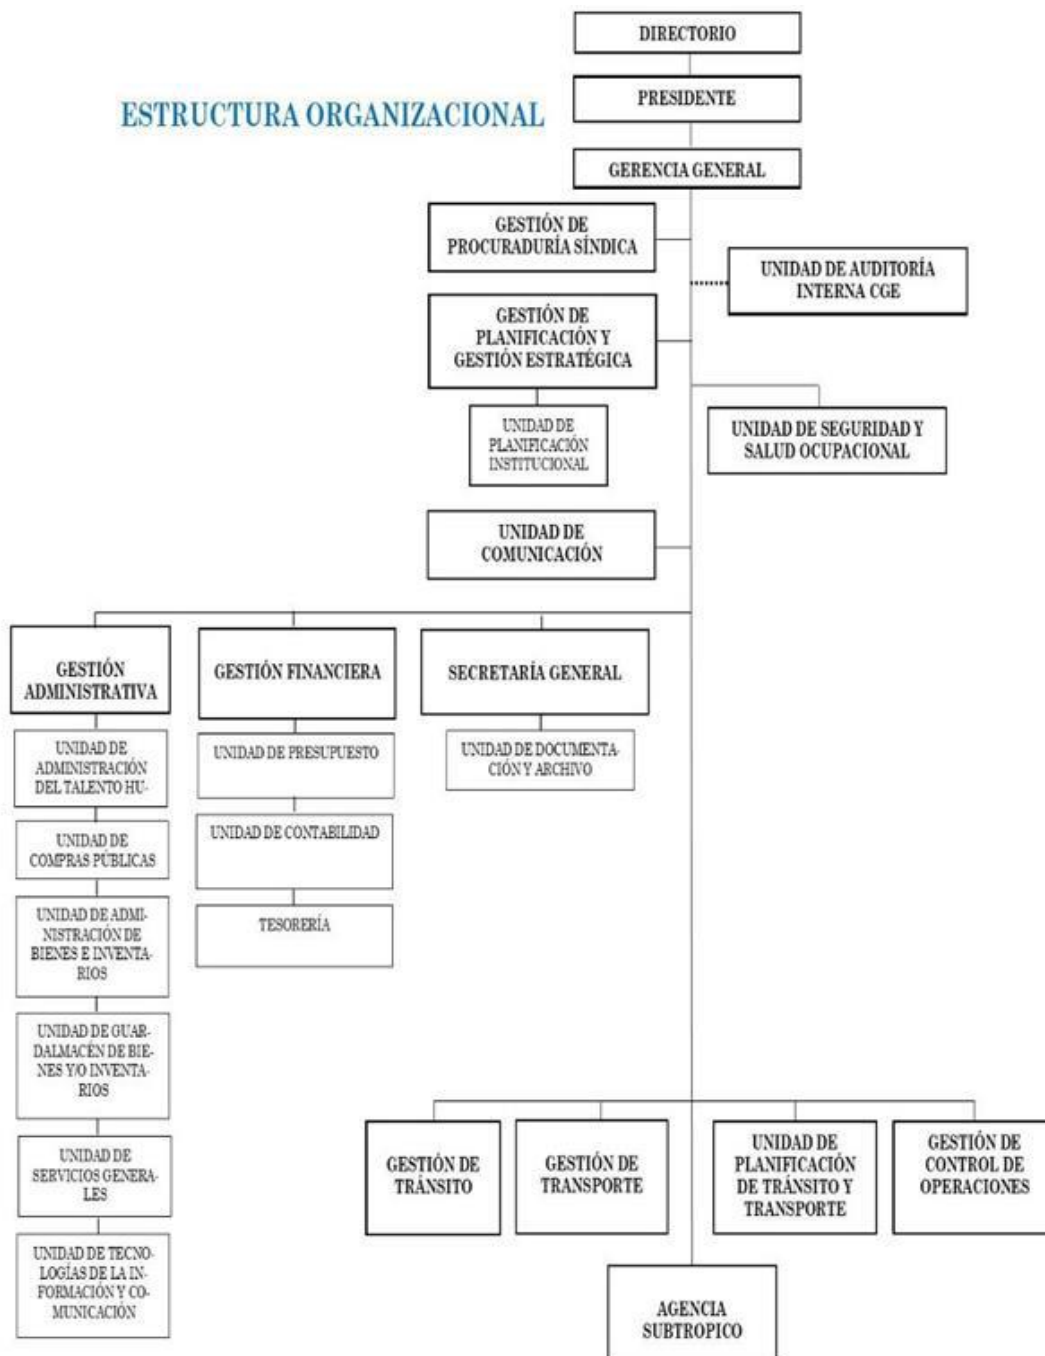 DIRECTORIO
ESTRUCTURA ORGANIZACIONAL
PRESIDENTE
GERENCIA GENERAL
GESTIÓN DE
PROCURADURÍA SÍNDICA
UNIDAD DE AUDITORÍA
INTERNA CGE
GESTIÓN DE
PLANIFICACIÓN Y
GESTIÓN ESTRATÉGICA
UNIDAD DE
PLANIFICACIÓN
INSTITUCIONAL
UNIDAD DE SEGURIDAD Y
SALUD OCUPACIONAL
UNIDAD DE
COMUNICACIÓN
GESTIÓN
ADMINISTRATIVA
UNIDAD DE
ADMINISTRACIÓN
DEL TALENTO HU-
UNIDAD DE
COMPRAS PÚBLICAS
UNIDAD DE ADMI-
NISTRACIÓN DE
BIENES E INVENTA-
RIOS
UNIDAD DE GUAR-
DALMACÉN DE BIE-
NES Y/O INVENTA-
RIOS
UNIDAD DE
SERVICIOS GENERA-
LES
UNIDAD DE TECNO-
LOGÍAS DE LA IN-
FORMACIÓN Y CO-
MUNICACIÓN
GESTIÓN FINANCIERA
UNIDAD DE PRESUPUESTO
UNIDAD DE CONTABILIDAD
TESORERÍA
SECRETARÍA GENERAL
UNIDAD DE DOCUMENTA-
CIÓN Y ARCHIVO
GESTIÓN DE
TRÁNSITO
GESTIÓN DE
TRANSPORTE
UNIDAD DE
PLANIFICACIÓN
DE TRÁNSITO Y
TRANSPORTE
GESTIÓN DE
CONTROL DE
OPERACIONES
AGENCIA
SUBTROPICO